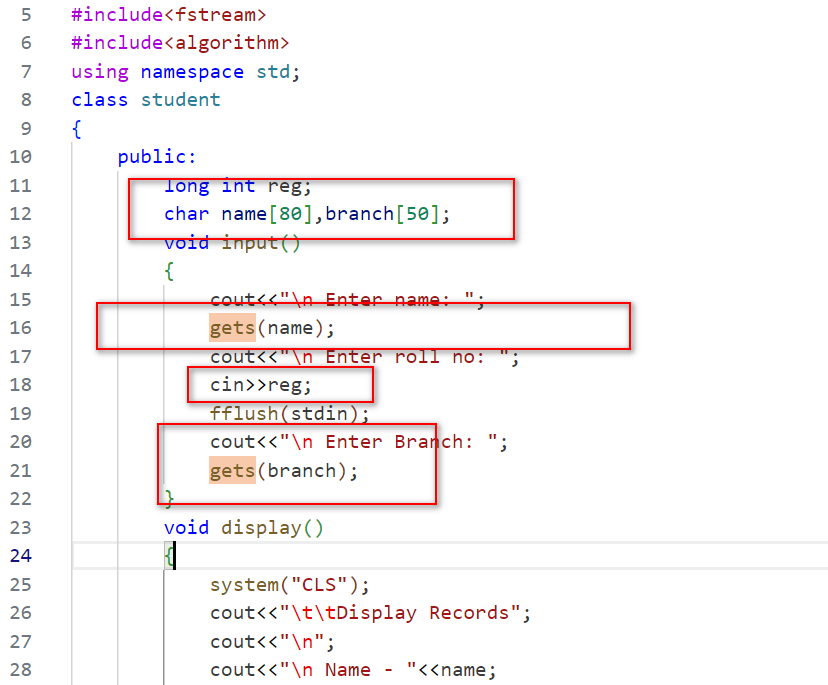 5 #include<fstream>
6 #include<algorithm>
7 using namespace std;
8 class student
9 {
10 public:
11 long int reg;
12 char name[80],branch[50];
13 void input()
14 {
15 cout<<"\n Enter name: ";
16 gets(name);
17 cout<<"\n Enter roll no: ";
18 cin>>reg;
19 fflush(stdin);
20 cout<<"\n Enter Branch: ";
21 gets(branch);
22 }
23 void display()
24 {
25 system("CLS");
26 cout<<"\t\tDisplay Records";
27 cout<<"\n";
28 cout<<"\n Name - "<<name;